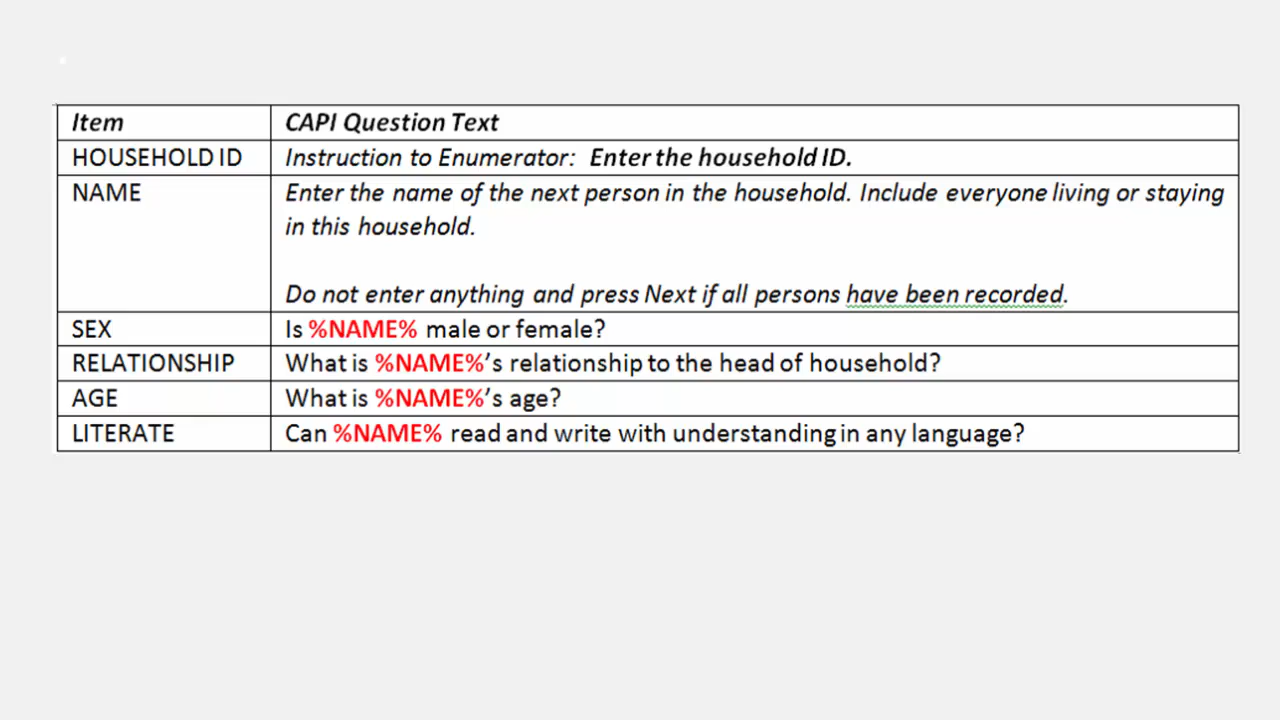 Item CAPI Question Text
HOUSEHOLD ID Instruction to Enumerator: Enter the household ID.
NAME Enter the name of the next person in the household. Include everyone living or staying
in this household.
Do not enter anything and press Next if all persons have been recorded.
SEX Is %NAME% male or female?
RELATIONSHIP What is %NAME%'s relationship to the head of household?
AGE What is %NAME%'s age?
LITERATE Can %NAME% read and write with understanding in any language?